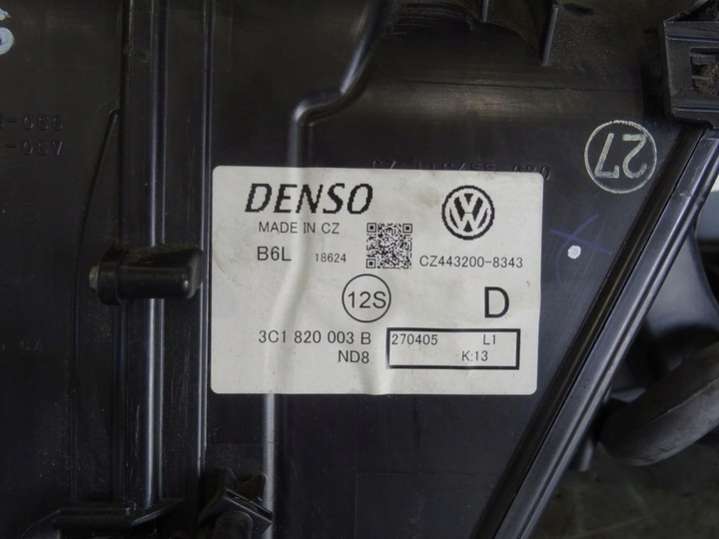 27
DENSO
MADE IN CZ
B6L 18624
CZ443200-8343
12S
D
3C1 820 003 B
270405 L1
ND8
K:13